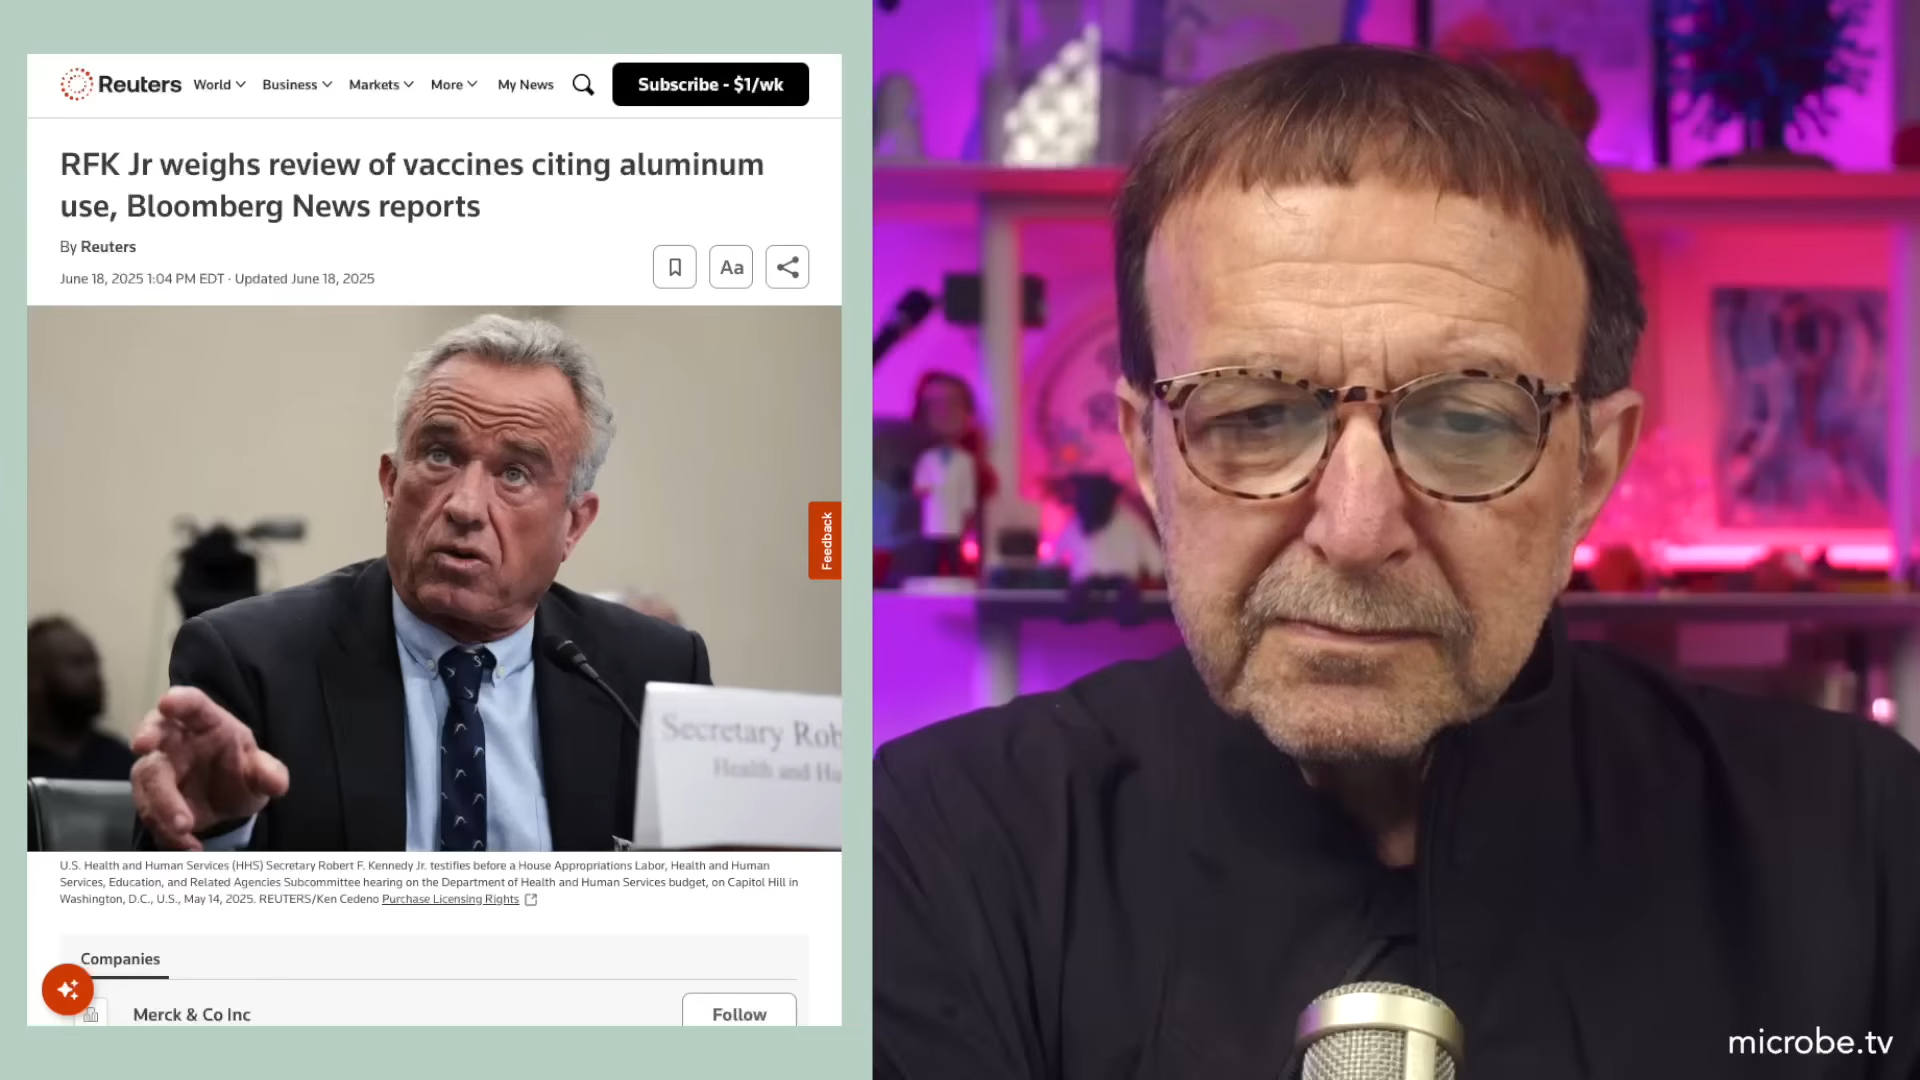 Reuters World Business Markets More My News Subscribe - $1/wk
RFK Jr weighs review of vaccines citing aluminum
use, Bloomberg News reports
By Reuters
June 18, 2025 1:04 PM EDT · Updated June 18, 2025
Aa
Feedback
Secretary Rob
Health and Hu
U.S. Health and Human Services (HHS) Secretary Robert F. Kennedy Jr. testifies before a House Appropriations Labor, Health and Human
Services, Education, and Related Agencies Subcommittee hearing on the Department of Health and Human Services budget, on Capitol Hill in
Washington, D.C., U.S., May 14, 2025. REUTERS/Ken Cedeno Purchase Licensing Rights
Companies
Merck & Co Inc
Follow
microbe.tv